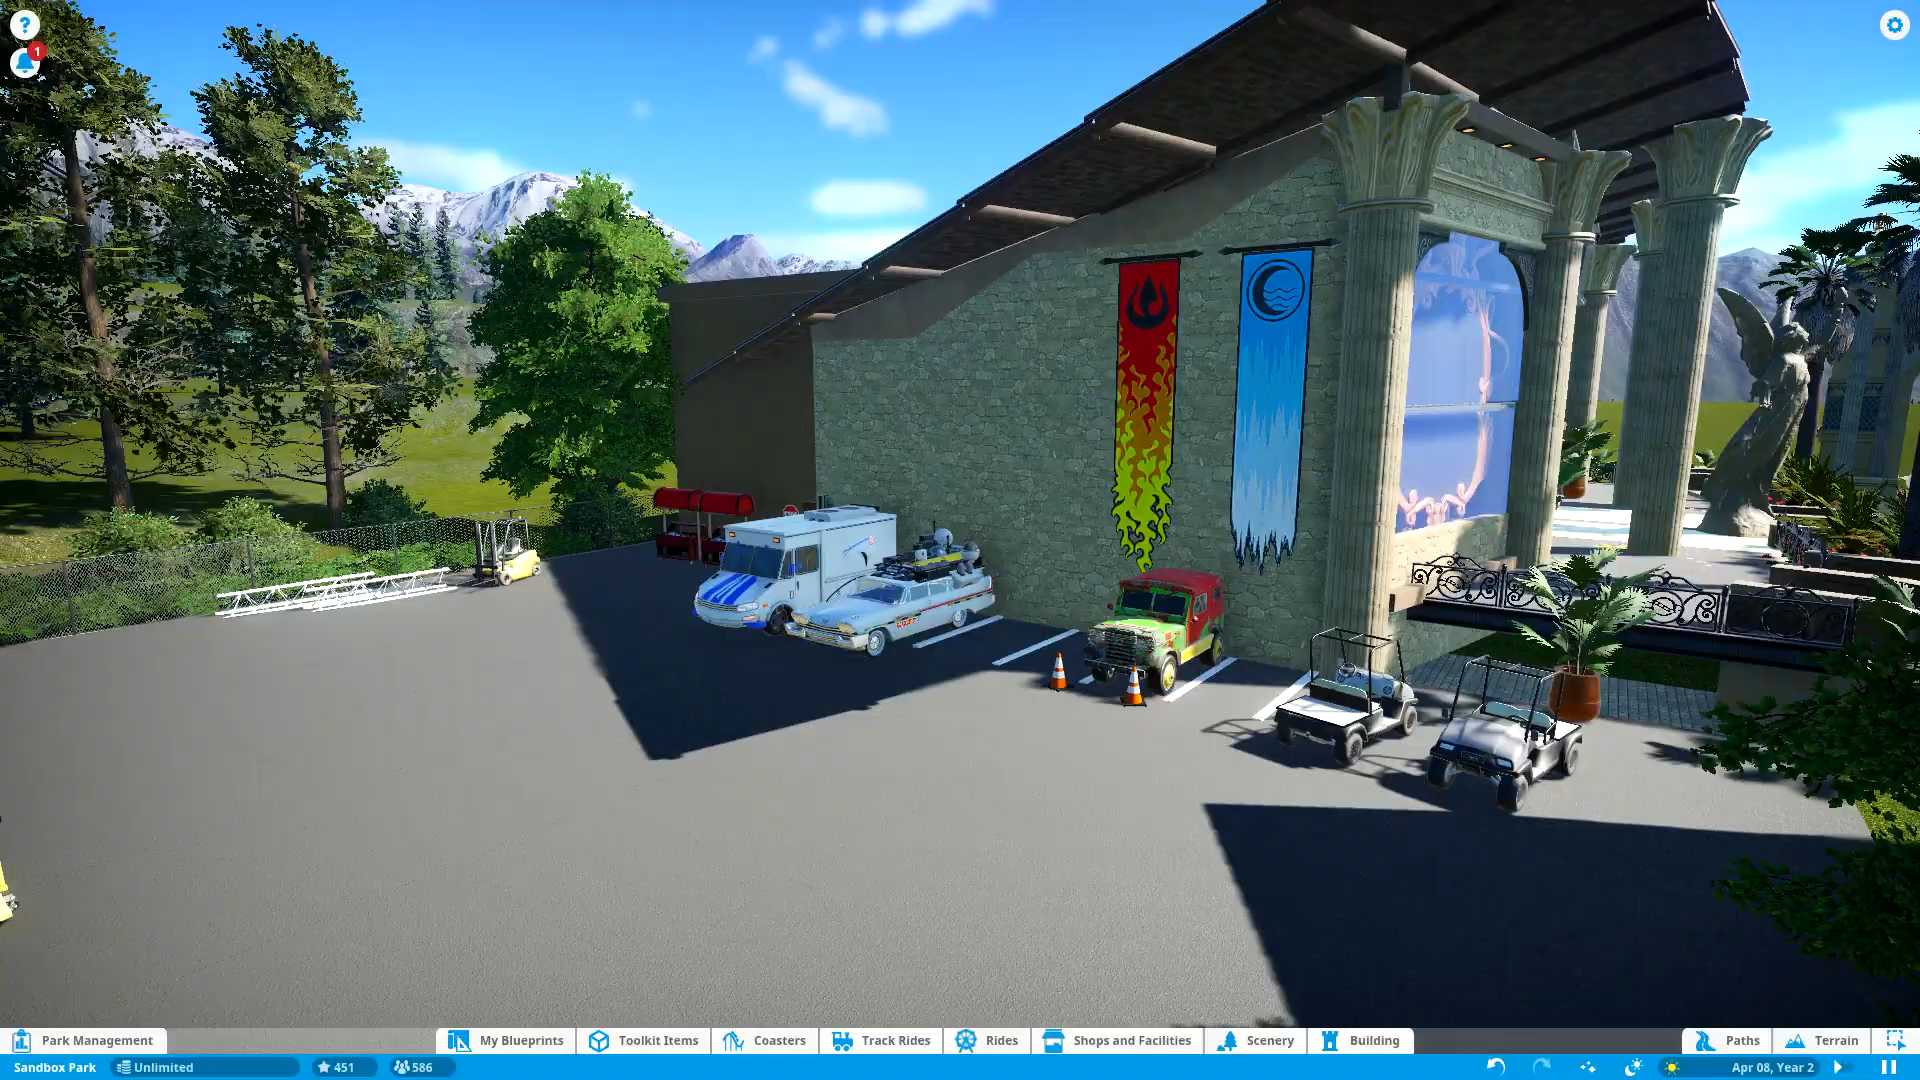 ?
1
Park Management
My Blueprints
Toolkit Items
Coasters
Track Rides
Rides
Shops and Facilities
Scenery
Building
Paths
Terrain
Sandbox Park
Unlimited
451
586
Apr 08, Year 2